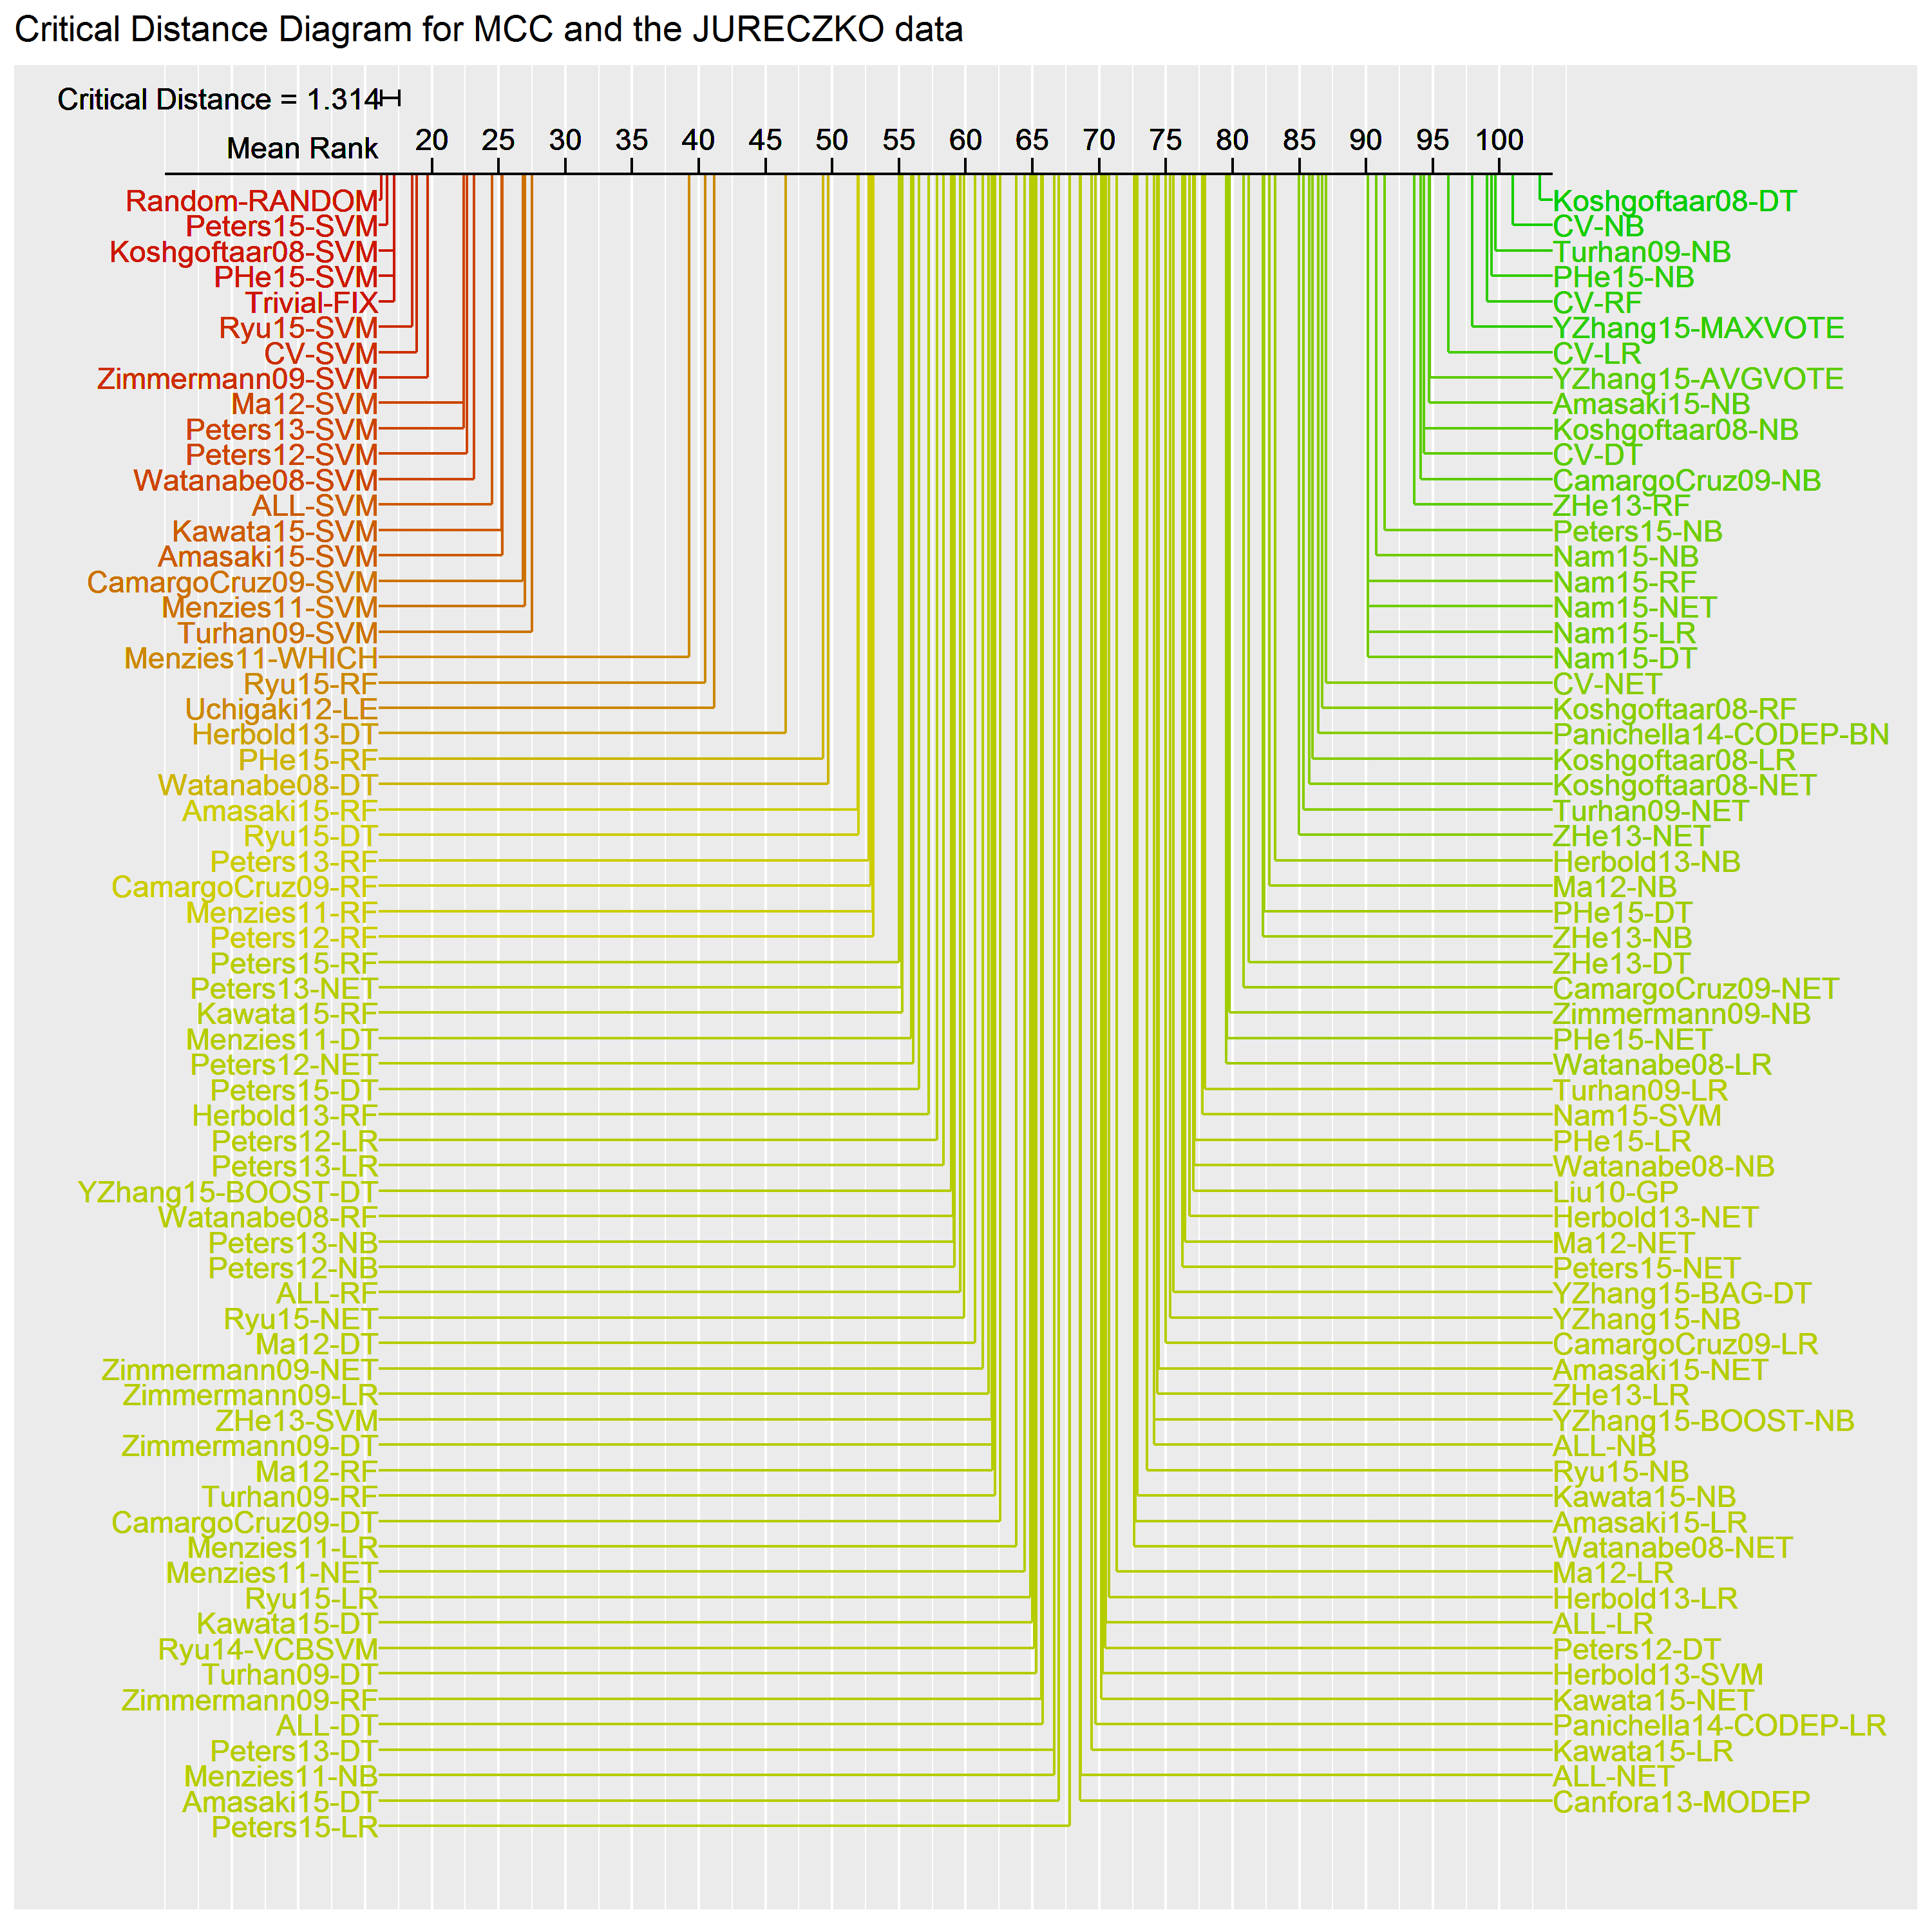 Critical Distance Diagram for MCC and the JURECZKO data
Critical Distance = 1.314
Mean Rank
20 25 30 35 40 45 50 55 60 65 70 75 80 85 90 95 100
Random-RANDOM
Peters15-SVM
Koshgoftaar08-SVM
PHe15-SVM
Trivial-FIX
Ryu15-SVM
CV-SVM
Zimmermann09-SVM
Ma12-SVM
Peters13-SVM
Peters12-SVM
Watanabe08-SVM
ALL-SVM
Kawata15-SVM
Amasaki15-SVM
CamargoCruz09-SVM
Menzies11-SVM
Turhan09-SVM
Menzies11-WHICH
Ryu15-RF
Uchigaki12-LE
Herbold13-DT
PHe15-RF
Watanabe08-DT
Amasaki15-RF
Ryu15-DT
Peters13-RF
CamargoCruz09-RF
Menzies11-RF
Peters12-RF
Peters15-RF
Peters13-NET
Kawata15-RF
Menzies11-DT
Peters12-NET
Peters15-DT
Herbold13-RF
Peters12-LR
Peters13-LR
YZhang15-BOOST-DT
Watanabe08-RF
Peters13-NB
Peters12-NB
ALL-RF
Ryu15-NET
Ma12-DT
Zimmermann09-NET
Zimmermann09-LR
ZHe13-SVM
Zimmermann09-DT
Ma12-RF
Turhan09-RF
CamargoCruz09-DT
Menzies11-LR
Menzies11-NET
Ryu15-LR
Kawata15-DT
Ryu14-VCBSVM
Turhan09-DT
Zimmermann09-RF
ALL-DT
Peters13-DT
Menzies11-NB
Amasaki15-DT
Peters15-LR
Koshgoftaar08-DT
CV-NB
Turhan09-NB
PHe15-NB
CV-RF
YZhang15-MAXVOTE
CV-LR
YZhang15-AVGVOTE
Amasaki15-NB
Koshgoftaar08-NB
CV-DT
CamargoCruz09-NB
ZHe13-RF
Peters15-NB
Nam15-NB
Nam15-RF
Nam15-NET
Nam15-LR
Nam15-DT
CV-NET
Koshgoftaar08-RF
Panichella14-CODEP-BN
Koshgoftaar08-LR
Koshgoftaar08-NET
Turhan09-NET
ZHe13-NET
Herbold13-NB
Ma12-NB
PHe15-DT
ZHe13-NB
ZHe13-DT
CamargoCruz09-NET
Zimmermann09-NB
PHe15-NET
Watanabe08-LR
Turhan09-LR
Nam15-SVM
PHe15-LR
Watanabe08-NB
Liu10-GP
Herbold13-NET
Ma12-NET
Peters15-NET
YZhang15-BAG-DT
YZhang15-NB
CamargoCruz09-LR
Amasaki15-NET
ZHe13-LR
YZhang15-BOOST-NB
ALL-NB
Ryu15-NB
Kawata15-NB
Amasaki15-LR
Watanabe08-NET
Ma12-LR
Herbold13-LR
ALL-LR
Peters12-DT
Herbold13-SVM
Kawata15-NET
Panichella14-CODEP-LR
Kawata15-LR
ALL-NET
Canfora13-MODEP